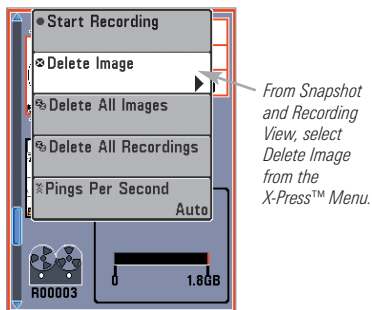 Start Recording
Delete Image
Delete All Images
Delete All Recordings
Pings Per Second
Auto
R00003
0
1.8GB
From Snapshot
and Recording
View, select
Delete Image
from the
X-Press™ Menu.